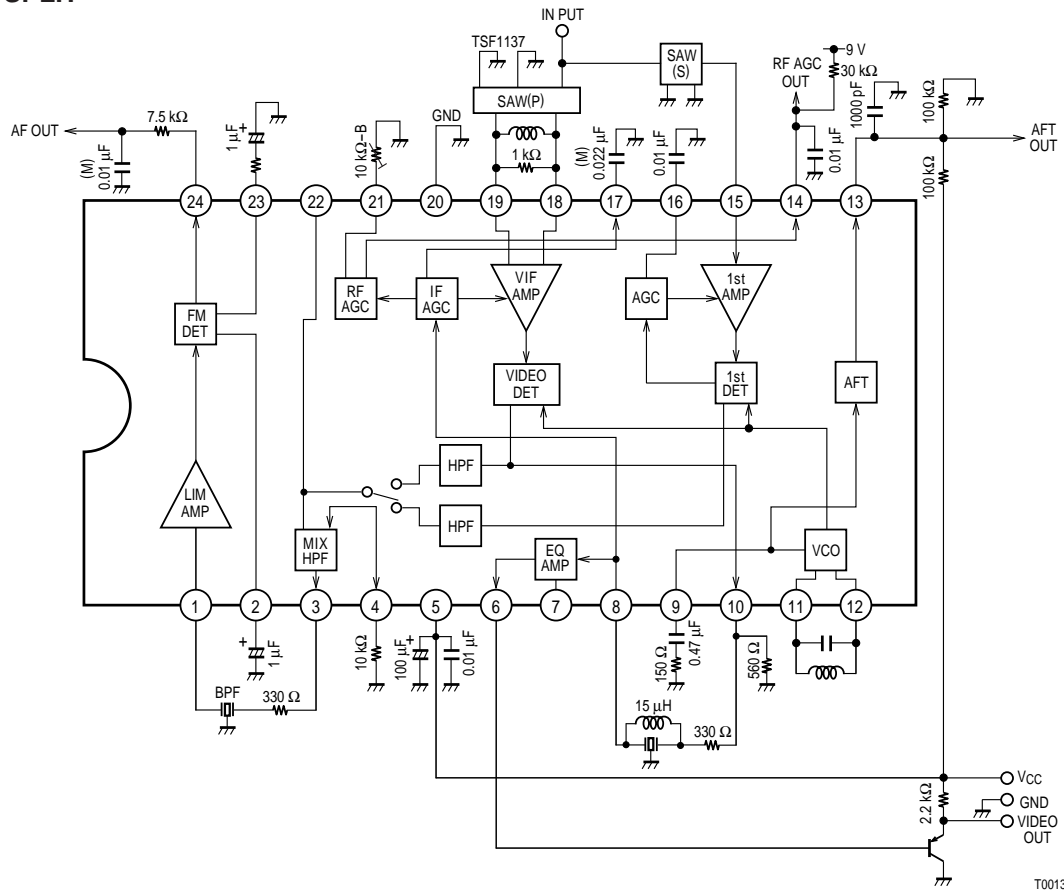 IN PUT
TSF1137
SAW
(S)
SAW(P)
9 V
RF AGC
OUT
30 kΩ
1000 pF
100 kΩ
AF OUT
7.5 kΩ
(M)
0.01 μF
1 μF
+
10 kΩ–B
GND
1 kΩ
(M)
0.022 μF
0.01 μF
0.01 μF
AFT
OUT
100 kΩ
24
23
22
21
20
19
18
17
16
15
14
13
RF
AGC
IF
AGC
VIF
AMP
AGC
1st
AMP
FM
DET
VIDEO
DET
1st
DET
AFT
HPF
HPF
LIM
AMP
MIX
HPF
EQ
AMP
VCO
1
2
3
4
5
6
7
8
9
10
11
12
+
1 μF
10 kΩ
100 μF
+
0.01 μF
150 Ω
0.47 μF
560 Ω
BPF
330 Ω
15 μH
330 Ω
VCC
2.2 kΩ
GND
VIDEO
OUT